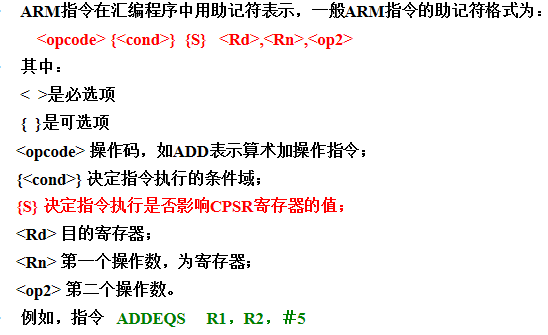 ARM指令在汇编程序中用助记符表示，一般ARM指令的助记符格式为：
<opcode> {<cond>} {S} <Rd>,<Rn>,<op2>
其中：
< >是必选项
{ }是可选项
<opcode> 操作码，如ADD表示算术加操作指令；
{<cond>} 决定指令执行的条件域；
{S} 决定指令执行是否影响CPSR寄存器的值；
<Rd> 目的寄存器；
<Rn> 第一个操作数，为寄存器；
<op2> 第二个操作数。
例如，指令 ADDEQS R1，R2，＃5